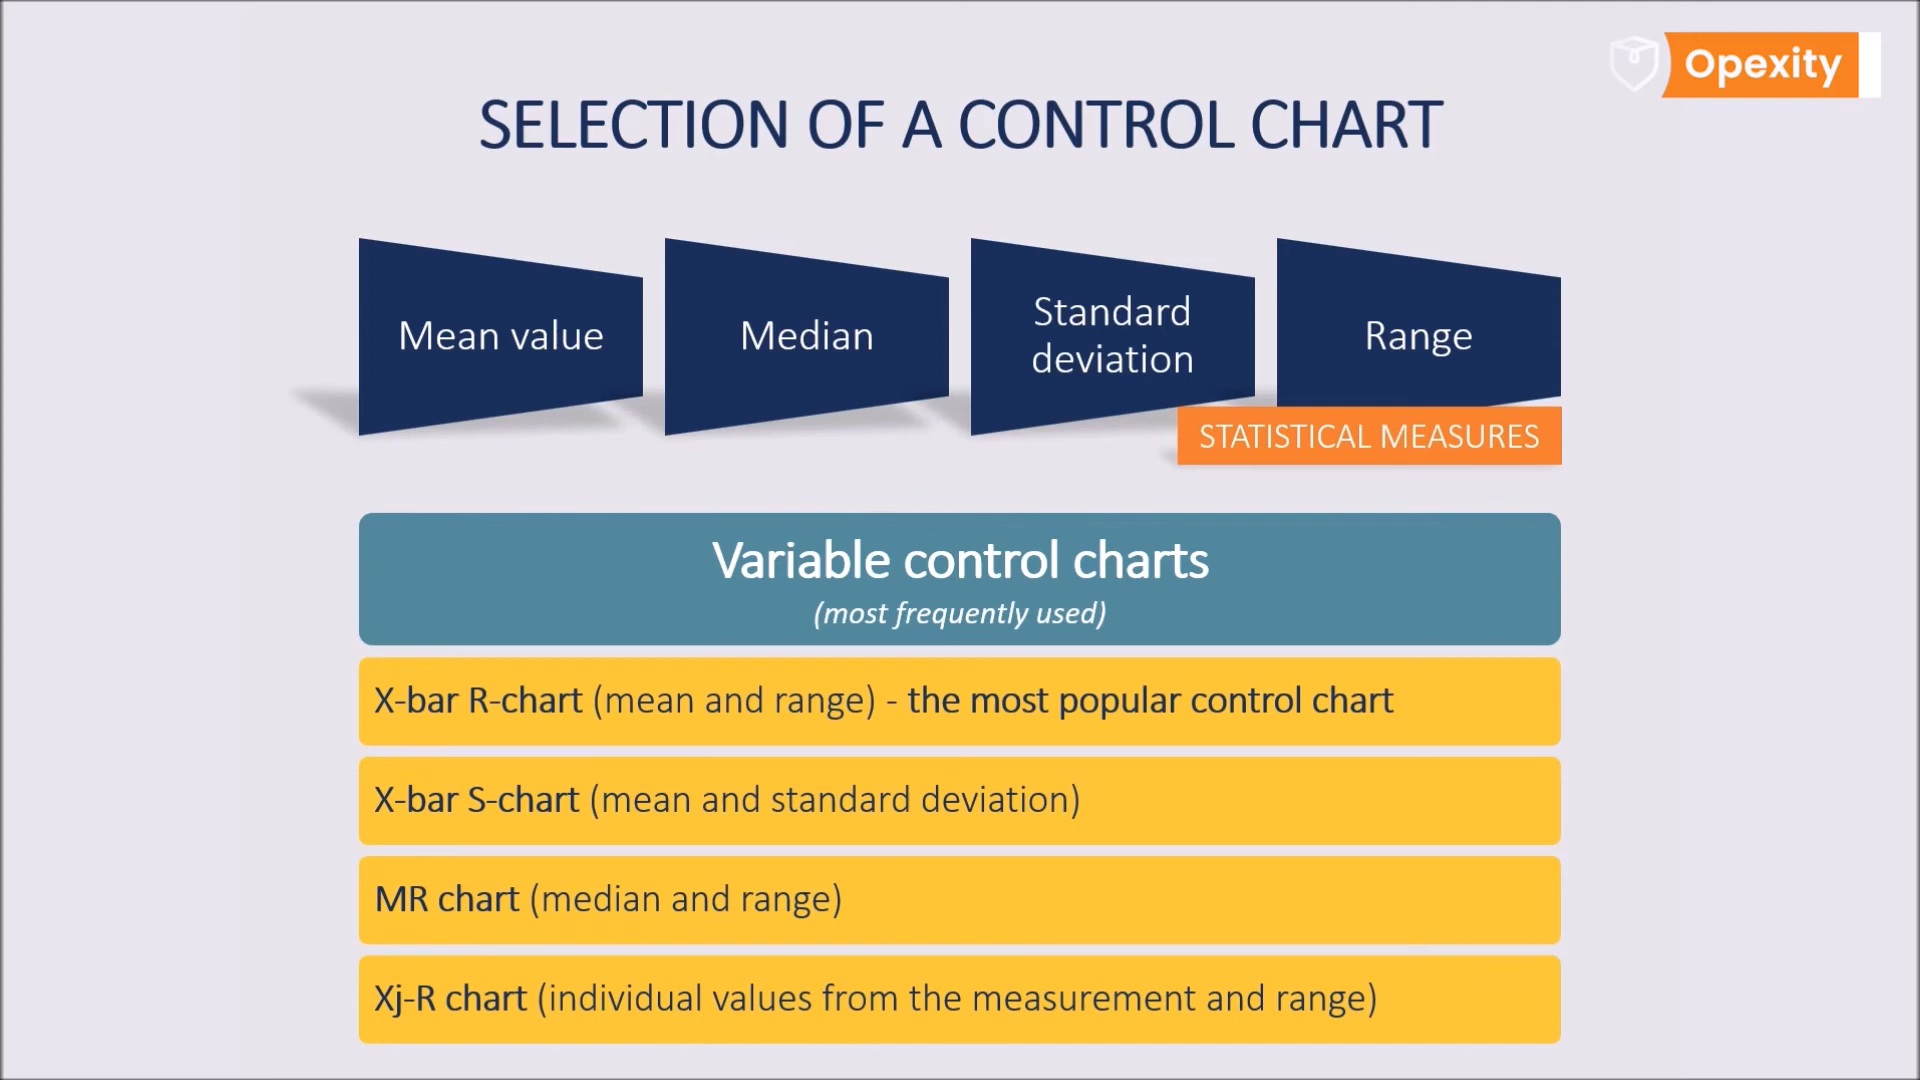 Opexity
SELECTION OF A CONTROL CHART
Mean value
Median
Standard
deviation
Range
STATISTICAL MEASURES
Variable control charts
(most frequently used)
X-bar R-chart (mean and range) - the most popular control chart
X-bar S-chart (mean and standard deviation)
MR chart (median and range)
Xj-R chart (individual values from the measurement and range)